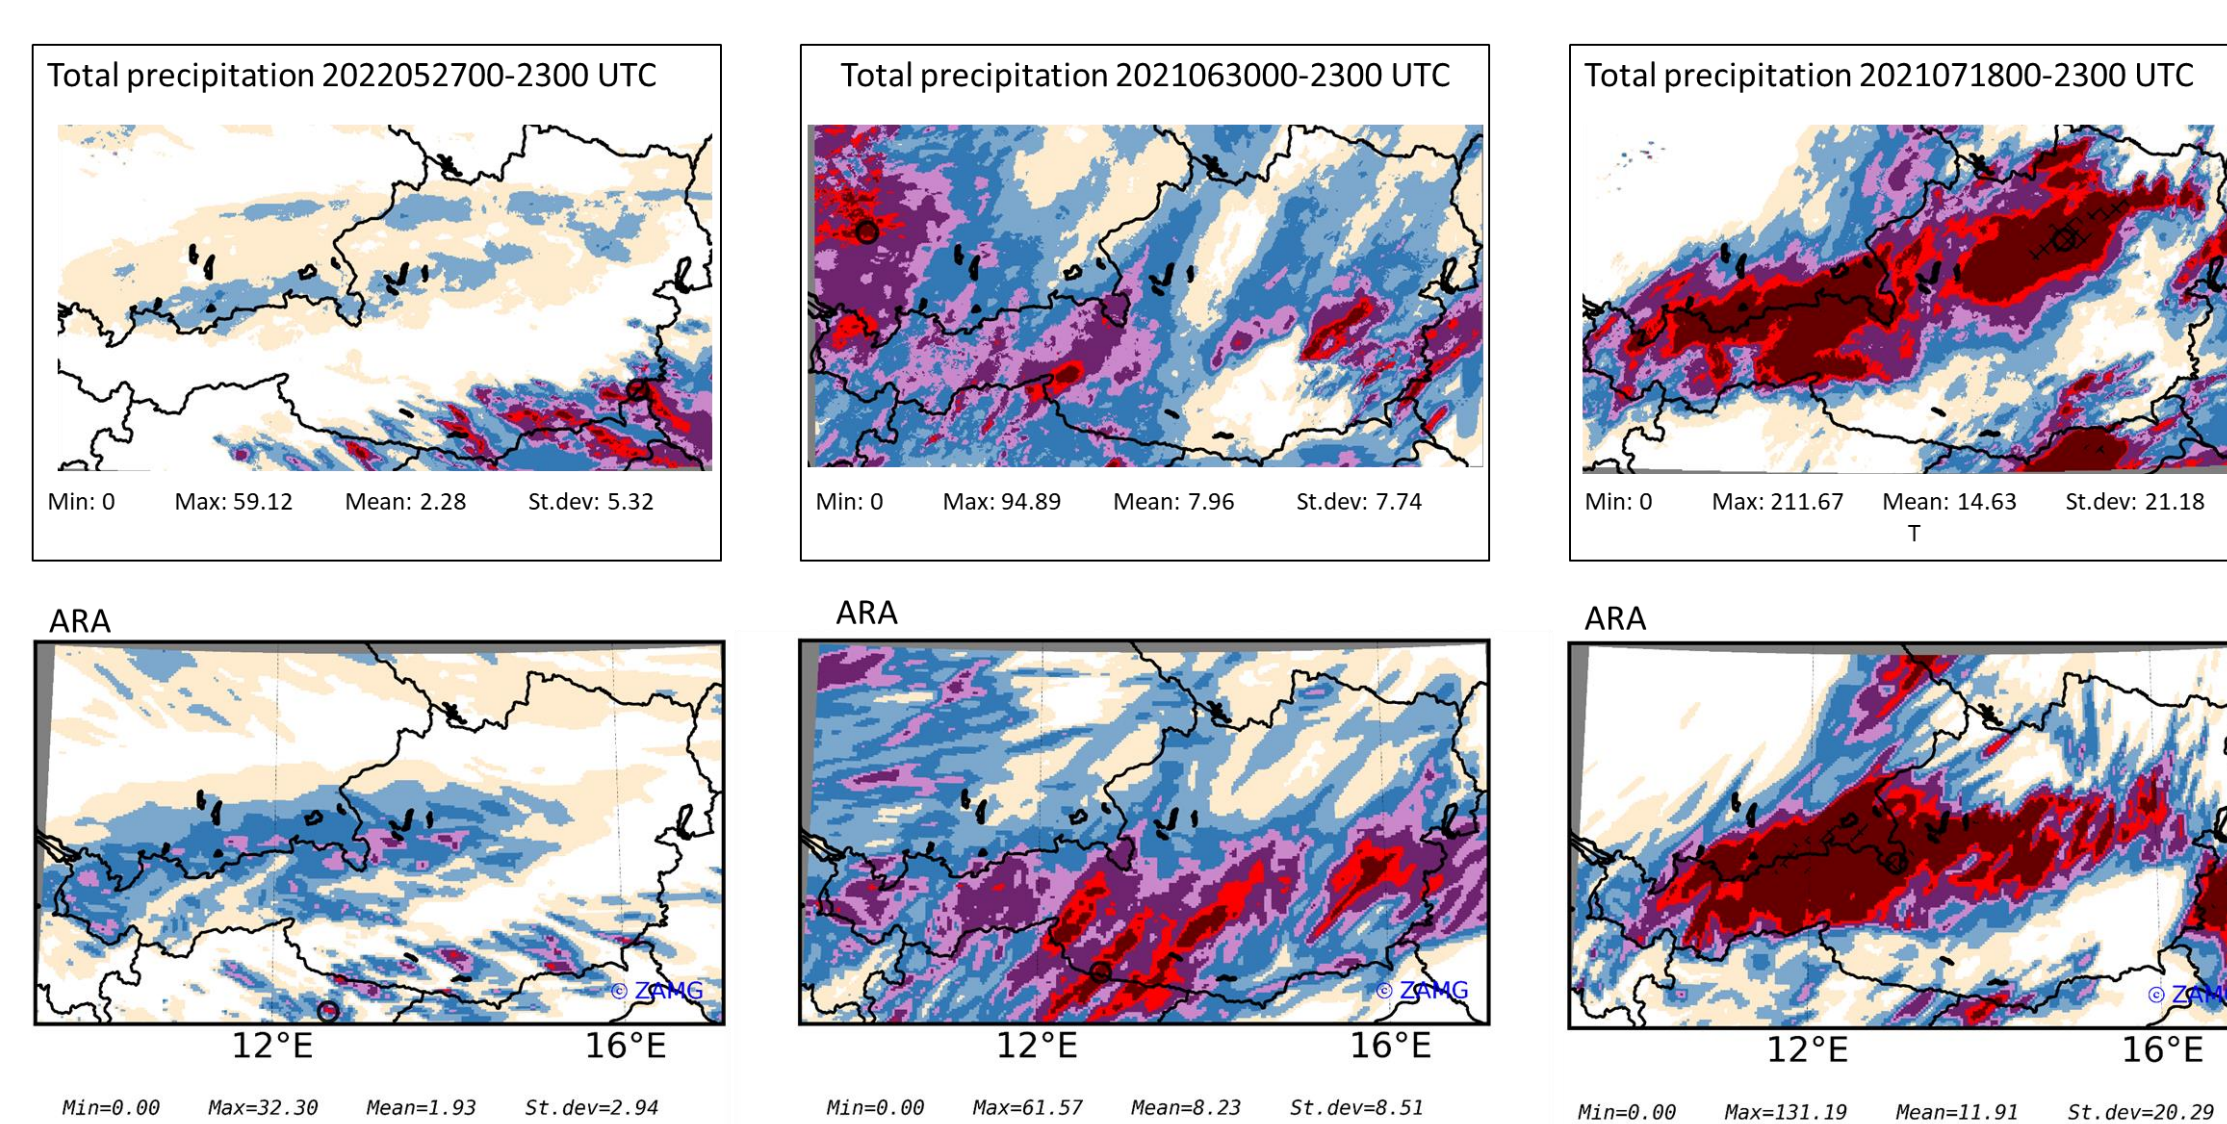 Total precipitation 2022052700-2300 UTC
Total precipitation 2021063000-2300 UTC
Total precipitation 2021071800-2300 UTC
Min: 0 Max: 59.12 Mean: 2.28 St.dev: 5.32
Min: 0 Max: 94.89 Mean: 7.96 St.dev: 7.74
Min: 0 Max: 211.67 Mean: 14.63 St.dev: 21.18
T
ARA
ARA
ARA
© ZAMG
© ZAMG
© ZAM
12°E 16°E
12°E 16°E
12°E 16°E
Min=0.00 Max=32.30 Mean=1.93 St.dev=2.94
Min=0.00 Max=61.57 Mean=8.23 St.dev=8.51
Min=0.00 Max=131.19 Mean=11.91 St.dev=20.29